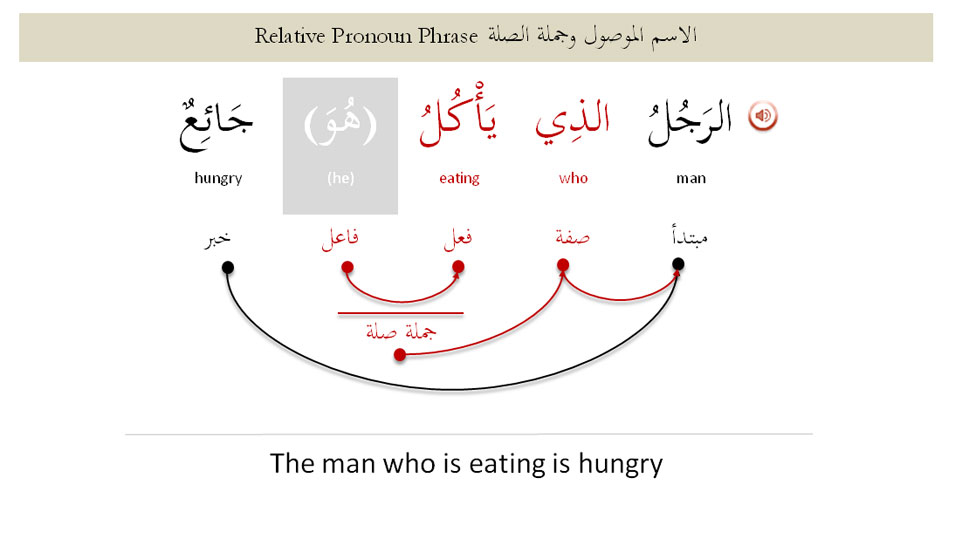 Relative Pronoun Phrase الاسم الموصول وجملة الصلة
الرَجُلُ الذِي يَأْكُلُ (هُوَ) جَائِعٌ
man who eating (he) hungry
مبتدأ صفة فعل فاعل خبر
جملة صلة
The man who is eating is hungry